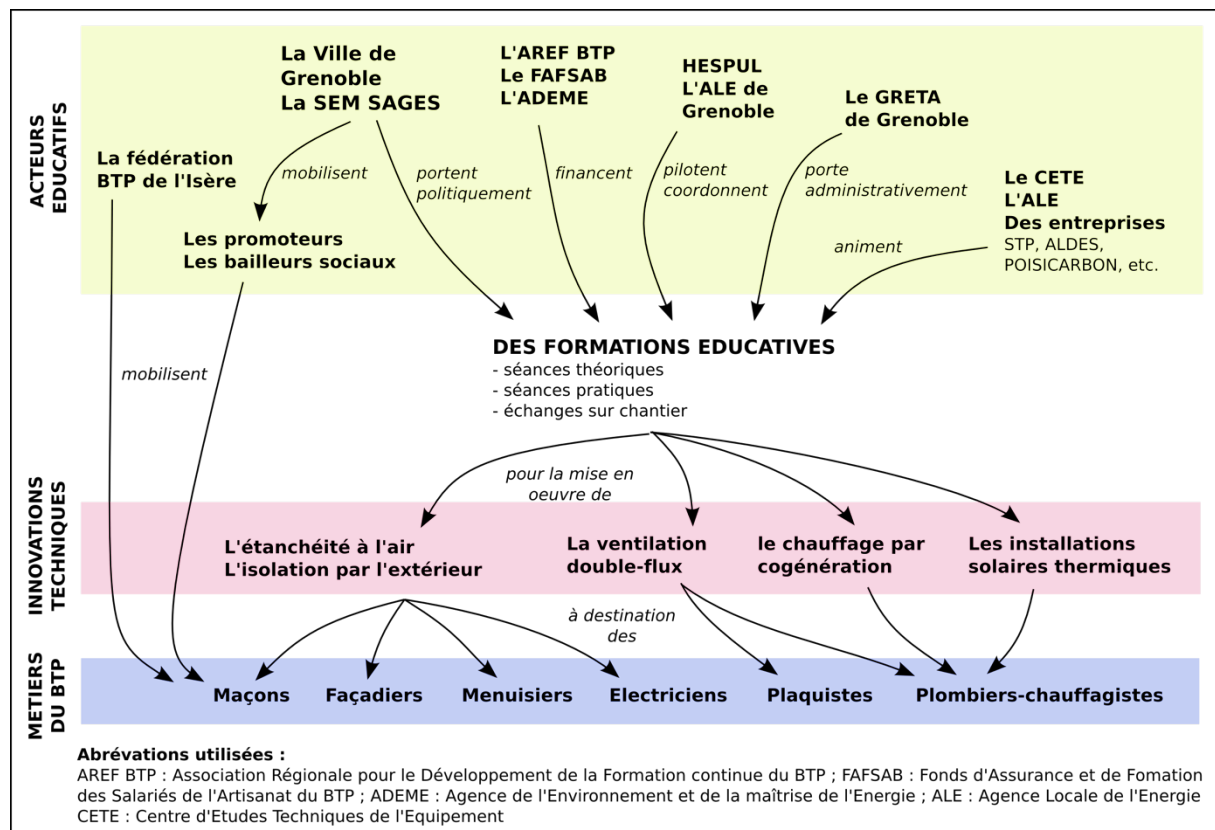 ACTEURS
EDUCATIFS
La Ville de
Grenoble
La SEM SAGES
L'AREF BTP
Le FAFSAB
L'ADEME
HESPUL
L'ALE de
Grenoble
Le GRETA
de Grenoble
La fédération
BTP de l'Isère
mobilisent
portent
politiquement
financent
pilotent
coordonnent
porte
administrativement
Le CETE
L'ALE
Des entreprises
STP, ALDES,
POISICARBON, etc.
Les promoteurs
Les bailleurs sociaux
animent
mobilisent
DES FORMATIONS EDUCATIVES
- séances théoriques
- séances pratiques
- échanges sur chantier
pour la mise en
oeuvre de
INNOVATIONS
TECHNIQUES
L'étanchéité à l'air
L'isolation par l'extérieur
La ventilation
double-flux
le chauffage par
cogénération
Les installations
solaires thermiques
à destination
des
METIERS
DU BTP
Maçons
Façadiers
Menuisiers
Electriciens
Plaquistes
Plombiers-chauffagistes
Abrévations utilisées :
AREF BTP : Association Régionale pour le Développement de la Formation continue du BTP ; FAFSAB : Fonds d'Assurance et de Fomation
des Salariés de l'Artisanat du BTP ; ADEME : Agence de l'Environnement et de la maîtrise de l'Energie ; ALE : Agence Locale de l'Energie
CETE : Centre d'Etudes Techniques de l'Equipement